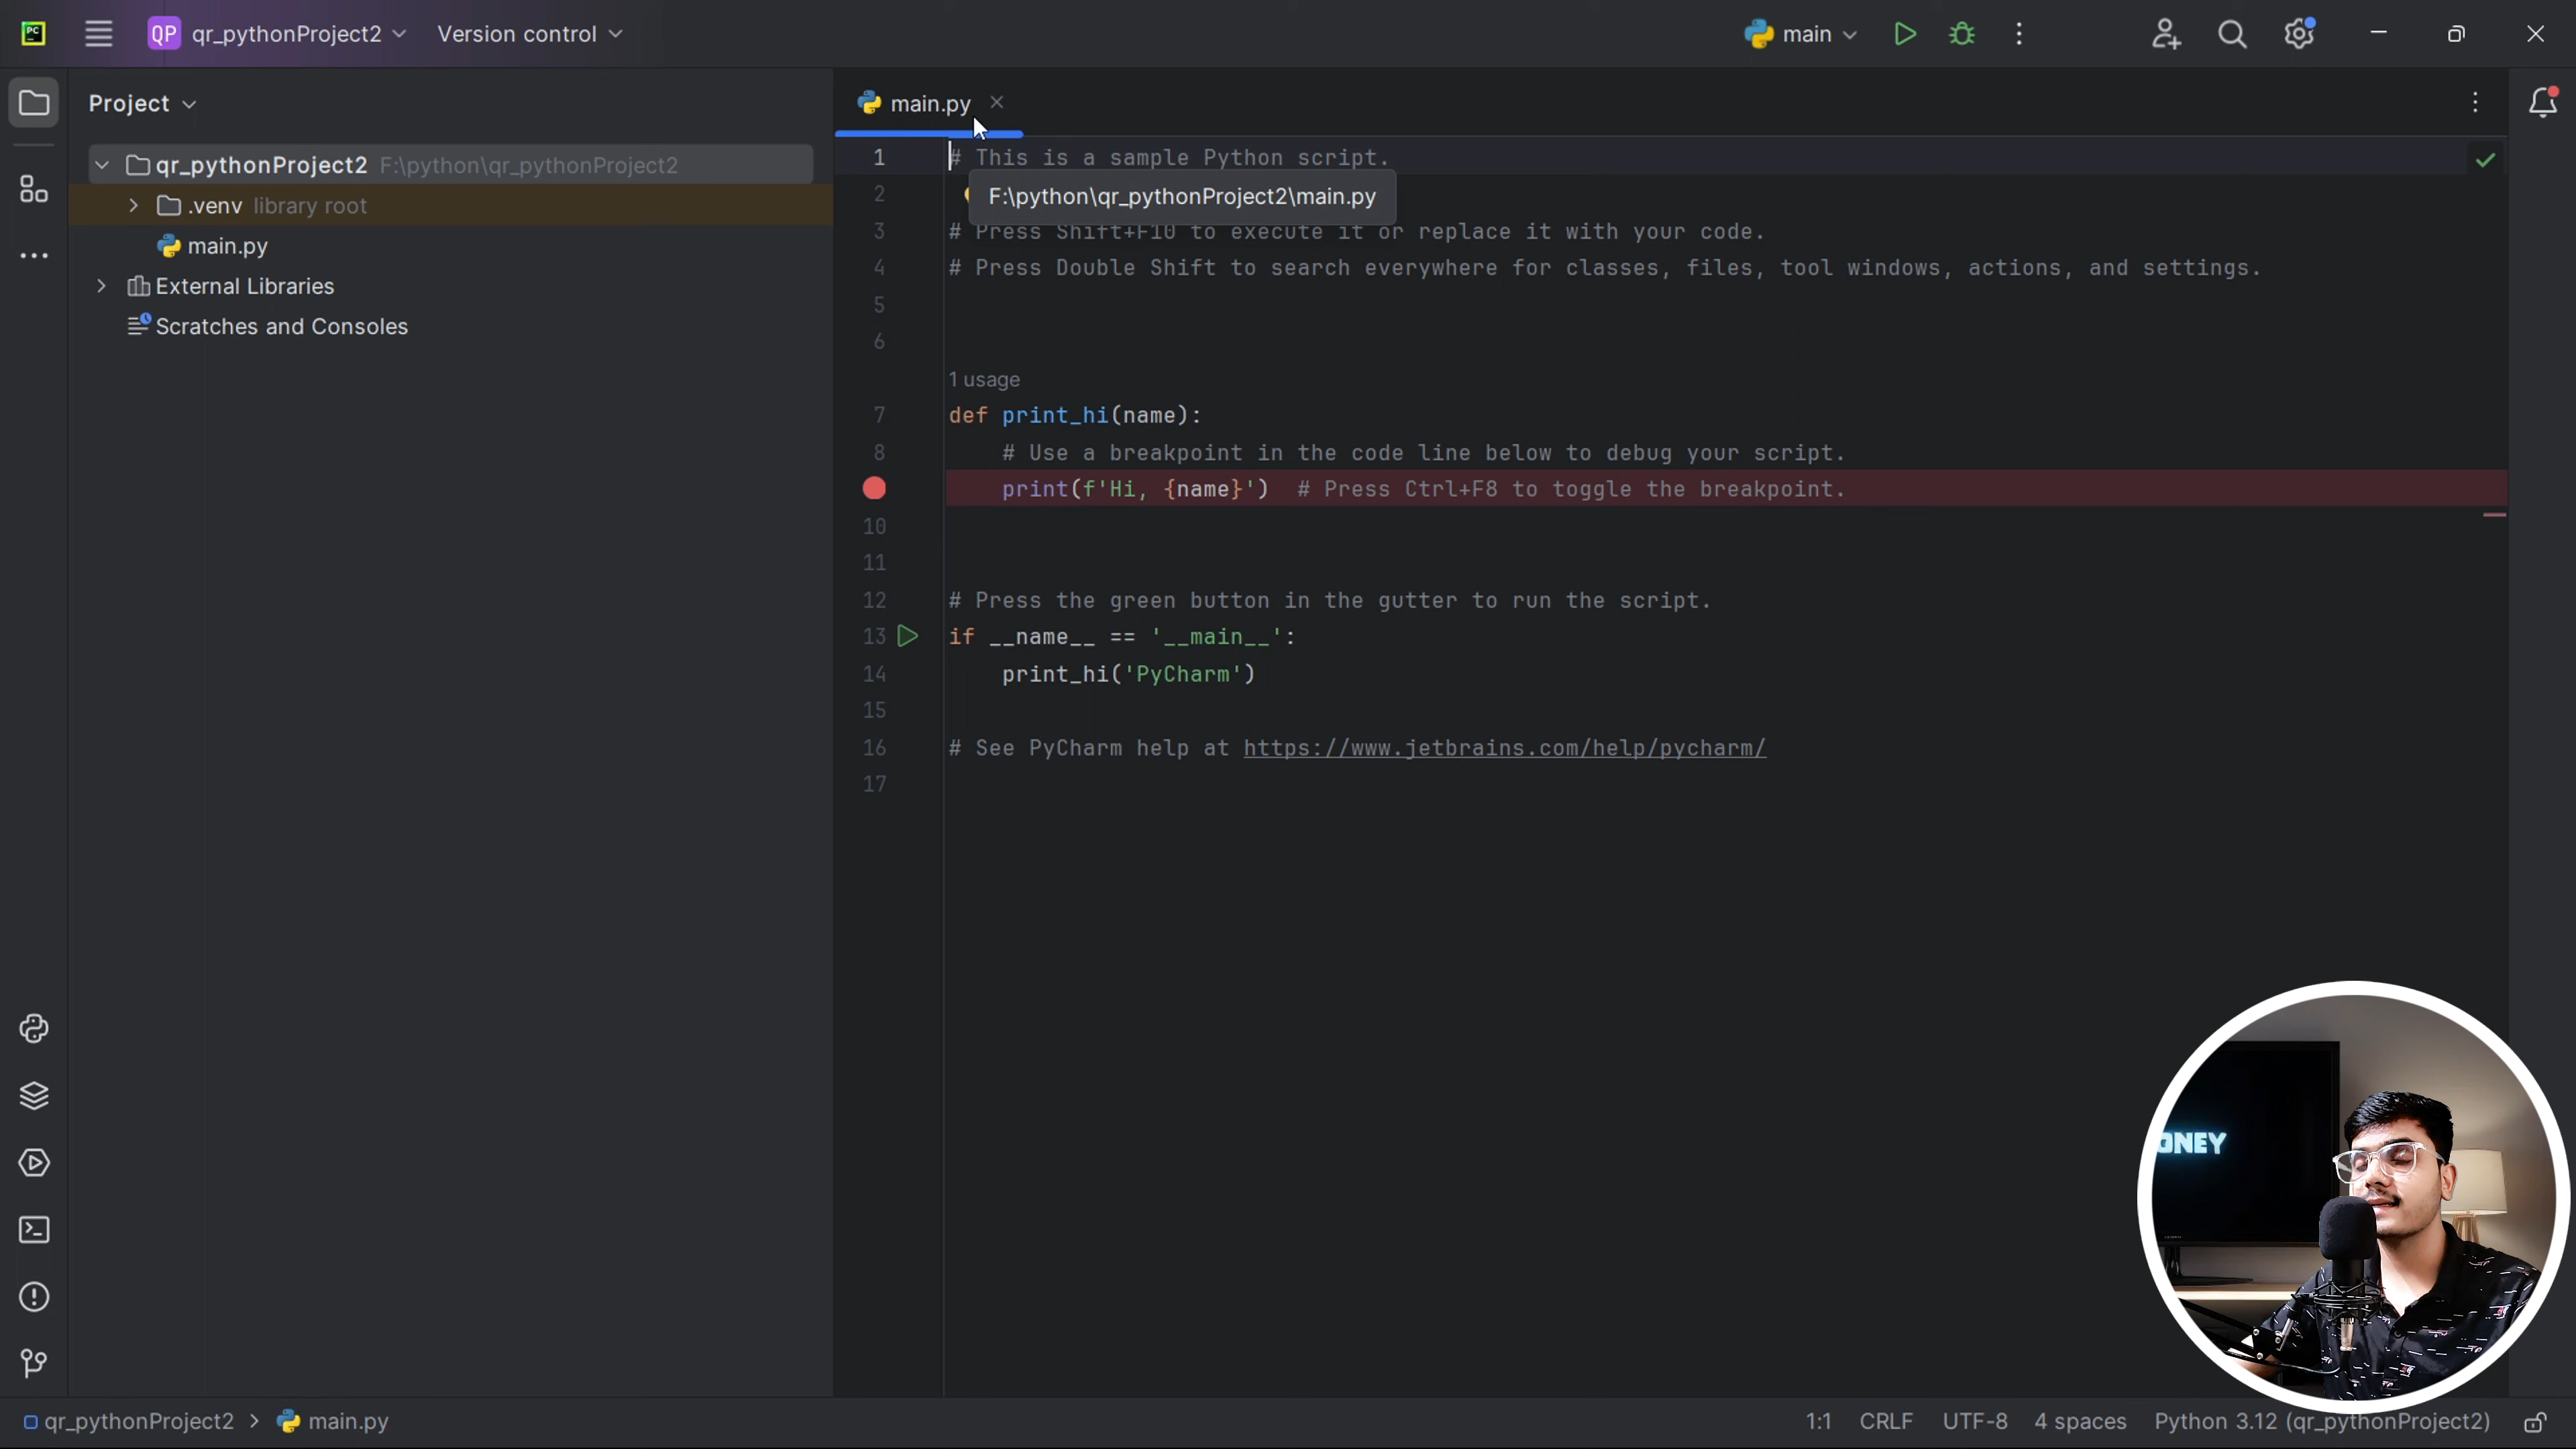 PC
QP qr_pythonProject2
Version control
main
Project
main.py
qr_pythonProject2 F:\python\qr_pythonProject2
.venv library root
main.py
External Libraries
Scratches and Consoles
1 # This is a sample Python script.
2
F:\python\qr_pythonProject2\main.py
3 # Press Shift+F10 to execute it or replace it with your code.
4 # Press Double Shift to search everywhere for classes, files, tool windows, actions, and settings.
5
6
1 usage
7 def print_hi(name):
8 # Use a breakpoint in the code line below to debug your script.
print(f'Hi, {name}') # Press Ctrl+F8 to toggle the breakpoint.
10
11
12 # Press the green button in the gutter to run the script.
13 if __name__ == '__main__':
14 print_hi('PyCharm')
15
16 # See PyCharm help at https://www.jetbrains.com/help/pycharm/
17
ONEY
qr_pythonProject2 > main.py
1:1 CRLF UTF-8 4 spaces Python 3.12 (qr_pythonProject2)